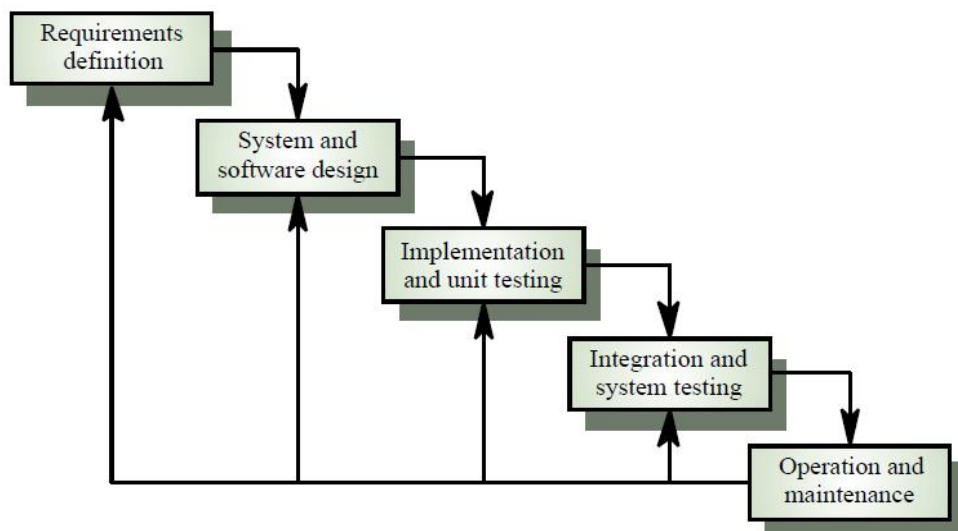 Requirements
definition
System and
software design
Implementation
and unit testing
Integration and
system testing
Operation and
maintenance